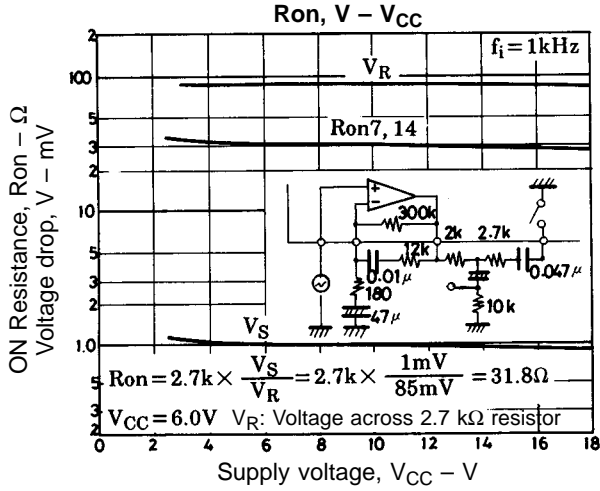 Ron, V – VCC
ON Resistance, Ron – Ω
Voltage drop, V – mV
2
100
5
3
2
10
5
3
2
1.0
5
3
2
fi = 1kHz
VR
Ron7, 14
+
−
300k
2k
2.7k
12k
0.01μ
0.047μ
180
10k
47μ
VS
Ron = 2.7k × VS/VR = 2.7k × 1mV/85mV = 31.8Ω
VCC = 6.0V VR: Voltage across 2.7 kΩ resistor
0 2 4 6 8 10 12 14 16 18
Supply voltage, VCC – V